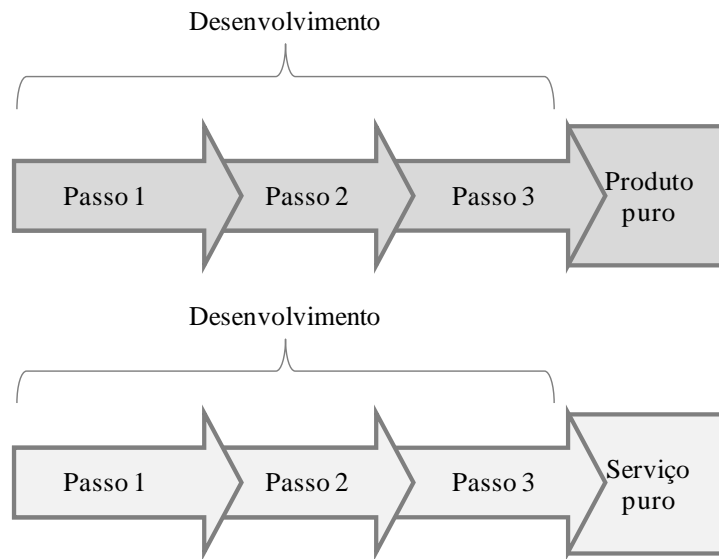 Desenvolvimento
Passo 1
Passo 2
Passo 3
Produto
puro
Desenvolvimento
Passo 1
Passo 2
Passo 3
Serviço
puro